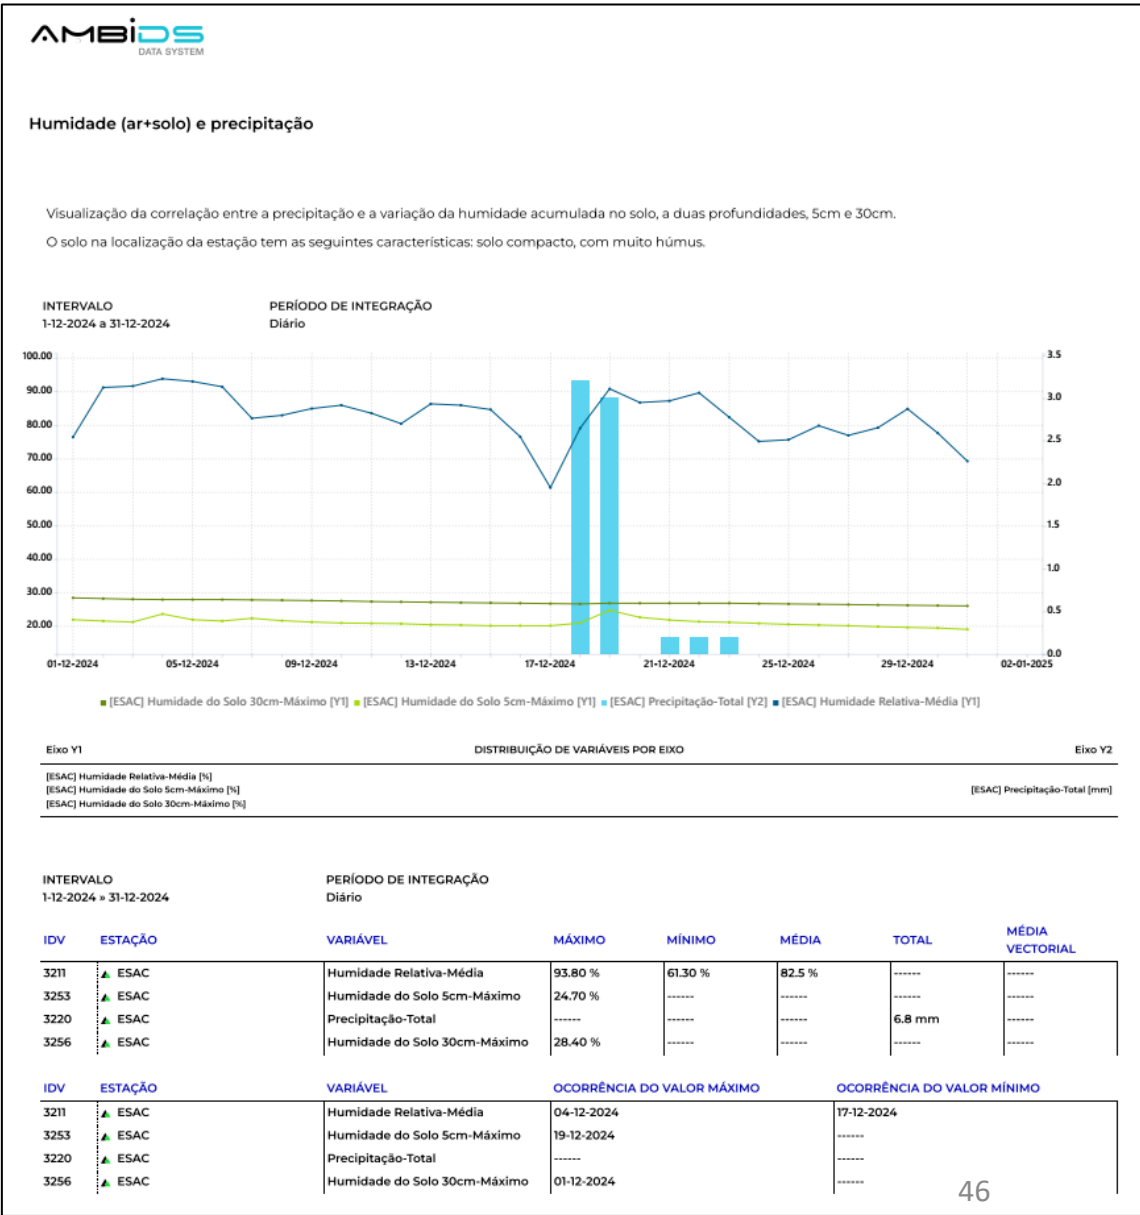 AMBiDS
DATA SYSTEM
Humidade (ar+solo) e precipitação
Visualização da correlação entre a precipitação e a variação da humidade acumulada no solo, a duas profundidades, 5cm e 30cm.
O solo na localização da estação tem as seguintes características: solo compacto, com muito húmus.
INTERVALO PERÍODO DE INTEGRAÇÃO
1-12-2024 a 31-12-2024 Diário
100.00 3.5
90.00 3.0
80.00 2.5
70.00 2.0
60.00 1.5
50.00 1.0
40.00 0.5
30.00 0.0
20.00
01-12-2024 05-12-2024 09-12-2024 13-12-2024 17-12-2024 21-12-2024 25-12-2024 29-12-2024 02-01-2025
[ESAC] Humidade do Solo 30cm-Máximo [Y1] [ESAC] Humidade do Solo 5cm-Máximo [Y1] [ESAC] Precipitação-Total [Y2] [ESAC] Humidade Relativa-Média [Y1]
Eixo Y1 DISTRIBUIÇÃO DE VARIÁVEIS POR EIXO Eixo Y2
[ESAC] Humidade Relativa-Média [%]
[ESAC] Humidade do Solo 5cm-Máximo [%] [ESAC] Precipitação-Total [mm]
[ESAC] Humidade do Solo 30cm-Máximo [%]
INTERVALO PERÍODO DE INTEGRAÇÃO
1-12-2024 » 31-12-2024 Diário
IDV ESTAÇÃO VARIÁVEL MÁXIMO MÍNIMO MÉDIA TOTAL MÉDIA VECTORIAL
3211 ESAC Humidade Relativa-Média 93.80 % 61.30 % 82.5 % ------ ------
3253 ESAC Humidade do Solo 5cm-Máximo 24.70 % ------ ------ ------ ------
3220 ESAC Precipitação-Total ------ ------ ------ 6.8 mm ------
3256 ESAC Humidade do Solo 30cm-Máximo 28.40 % ------ ------ ------ ------
IDV ESTAÇÃO VARIÁVEL OCORRÊNCIA DO VALOR MÁXIMO OCORRÊNCIA DO VALOR MÍNIMO
3211 ESAC Humidade Relativa-Média 04-12-2024 17-12-2024
3253 ESAC Humidade do Solo 5cm-Máximo 19-12-2024 ------
3220 ESAC Precipitação-Total ------ ------
3256 ESAC Humidade do Solo 30cm-Máximo 01-12-2024 ------
46